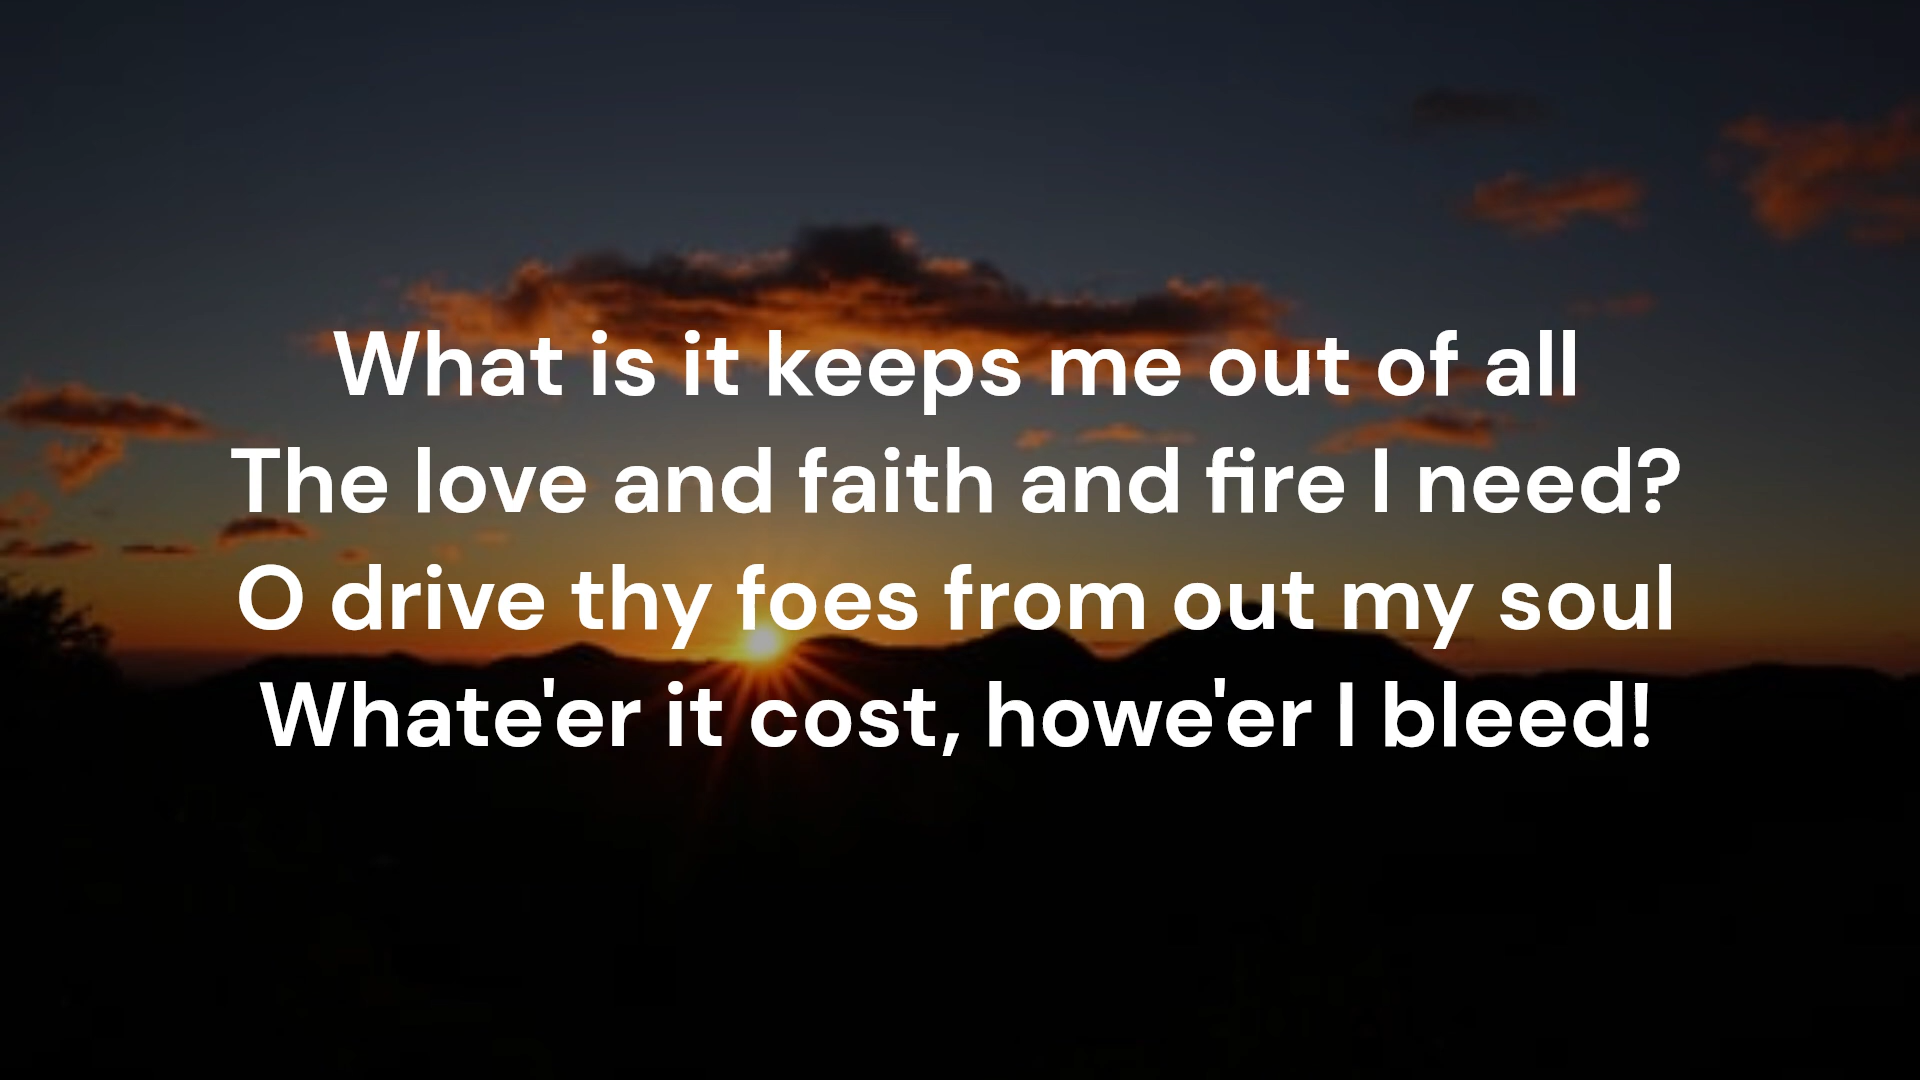 What is it keeps me out of all
The love and faith and fire I need?
O drive thy foes from out my soul
Whate'er it cost, howe'er I bleed!